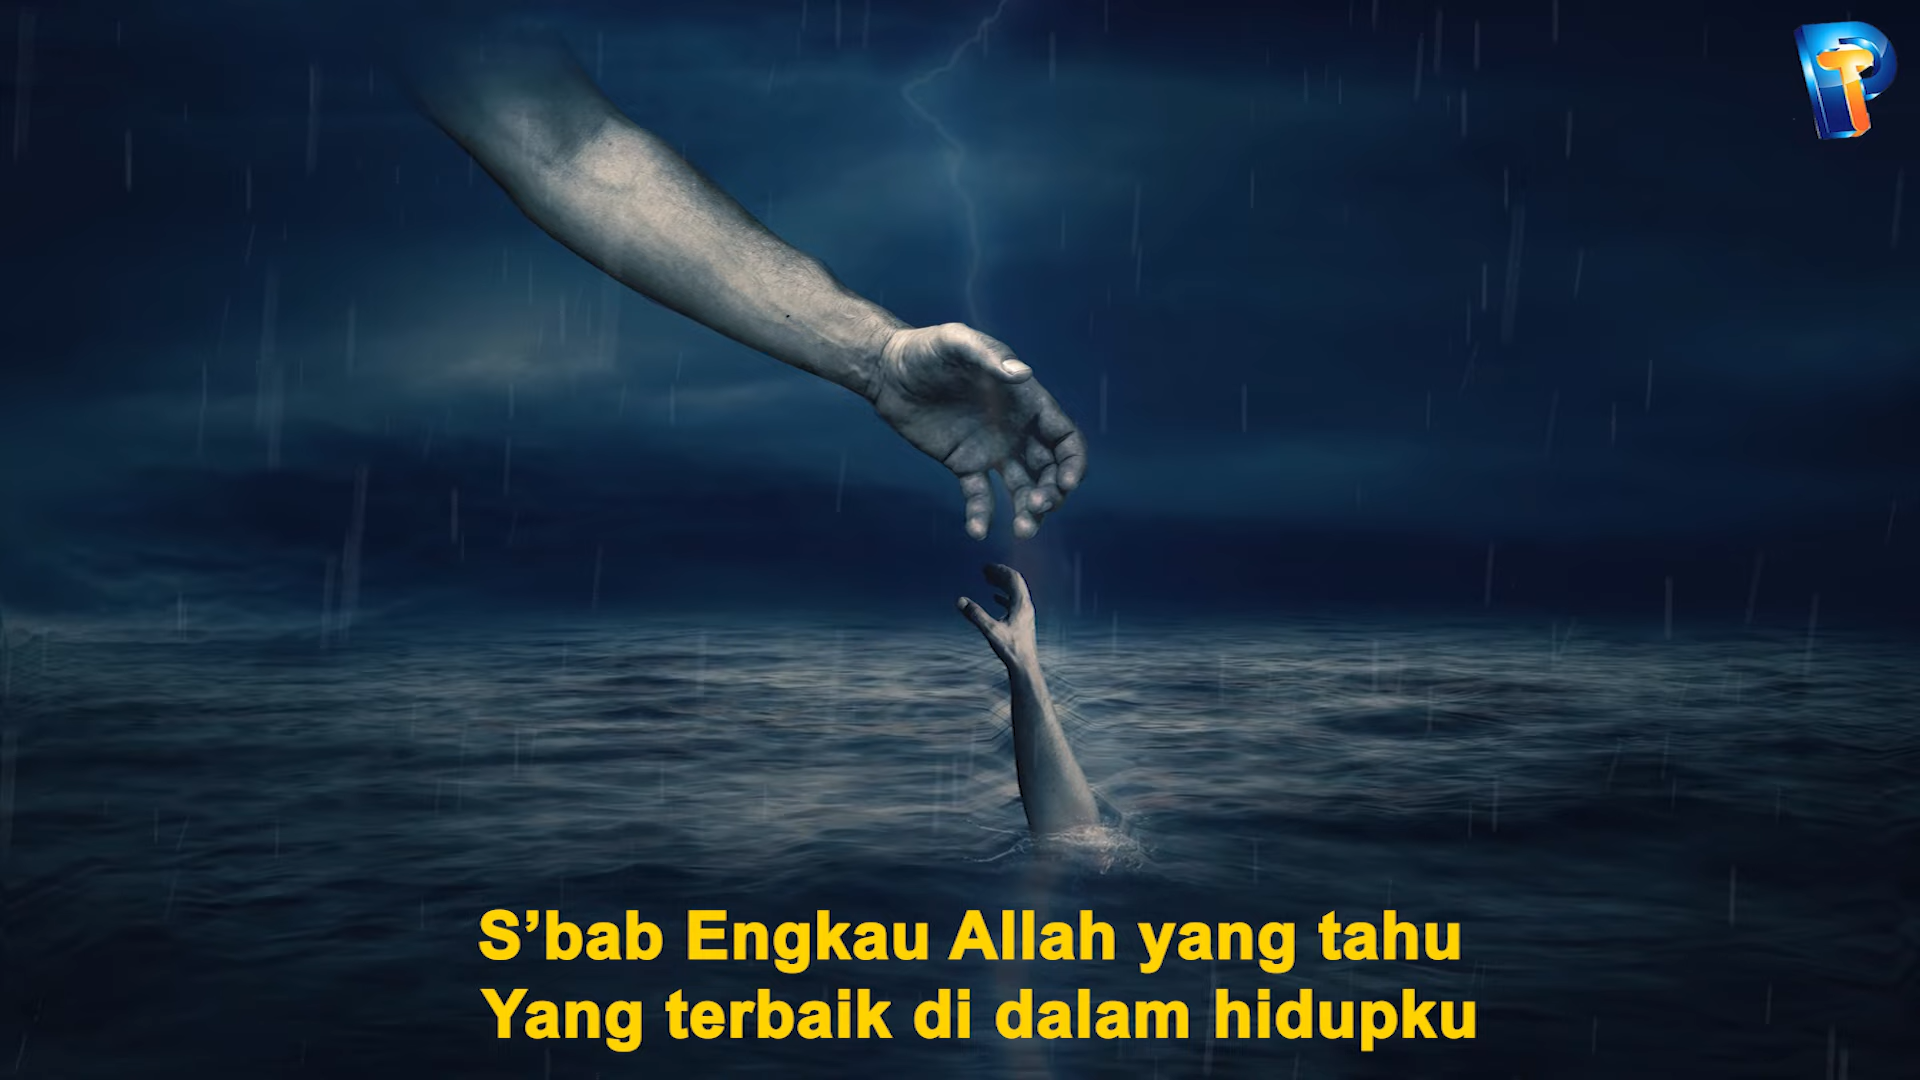 S’bab Engkau Allah yang tahu
Yang terbaik di dalam hidupku